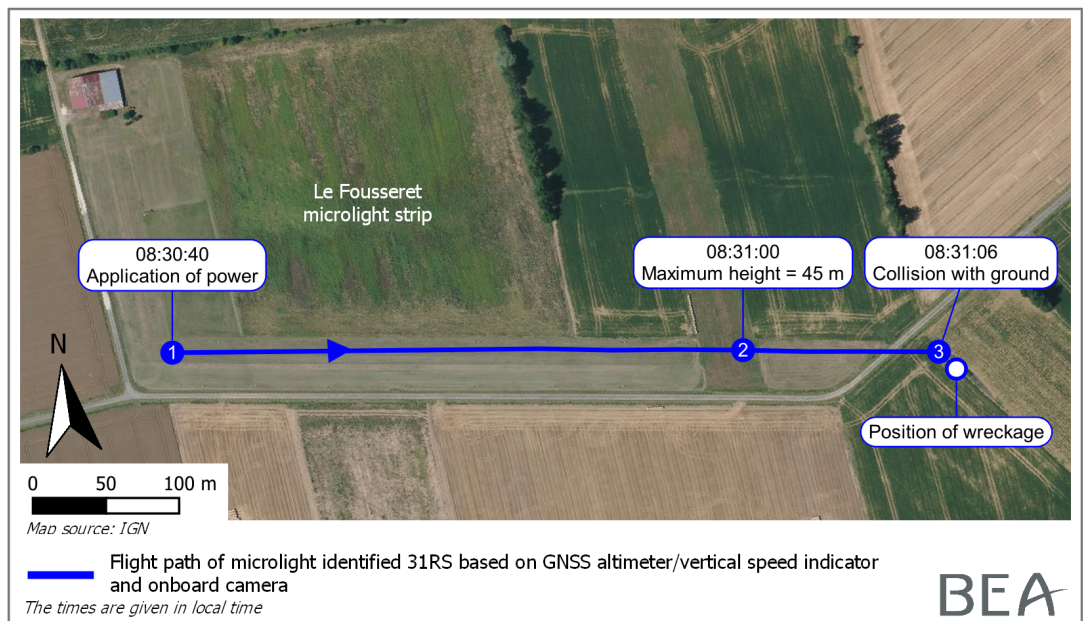 Le Fousseret
microlight strip
08:30:40
Application of power
08:31:00
Maximum height = 45 m
08:31:06
Collision with ground
1
2
3
Position of wreckage
N
0 50 100 m
Map source: IGN
Flight path of microlight identified 31RS based on GNSS altimeter/vertical speed indicator
and onboard camera
The times are given in local time
BEA